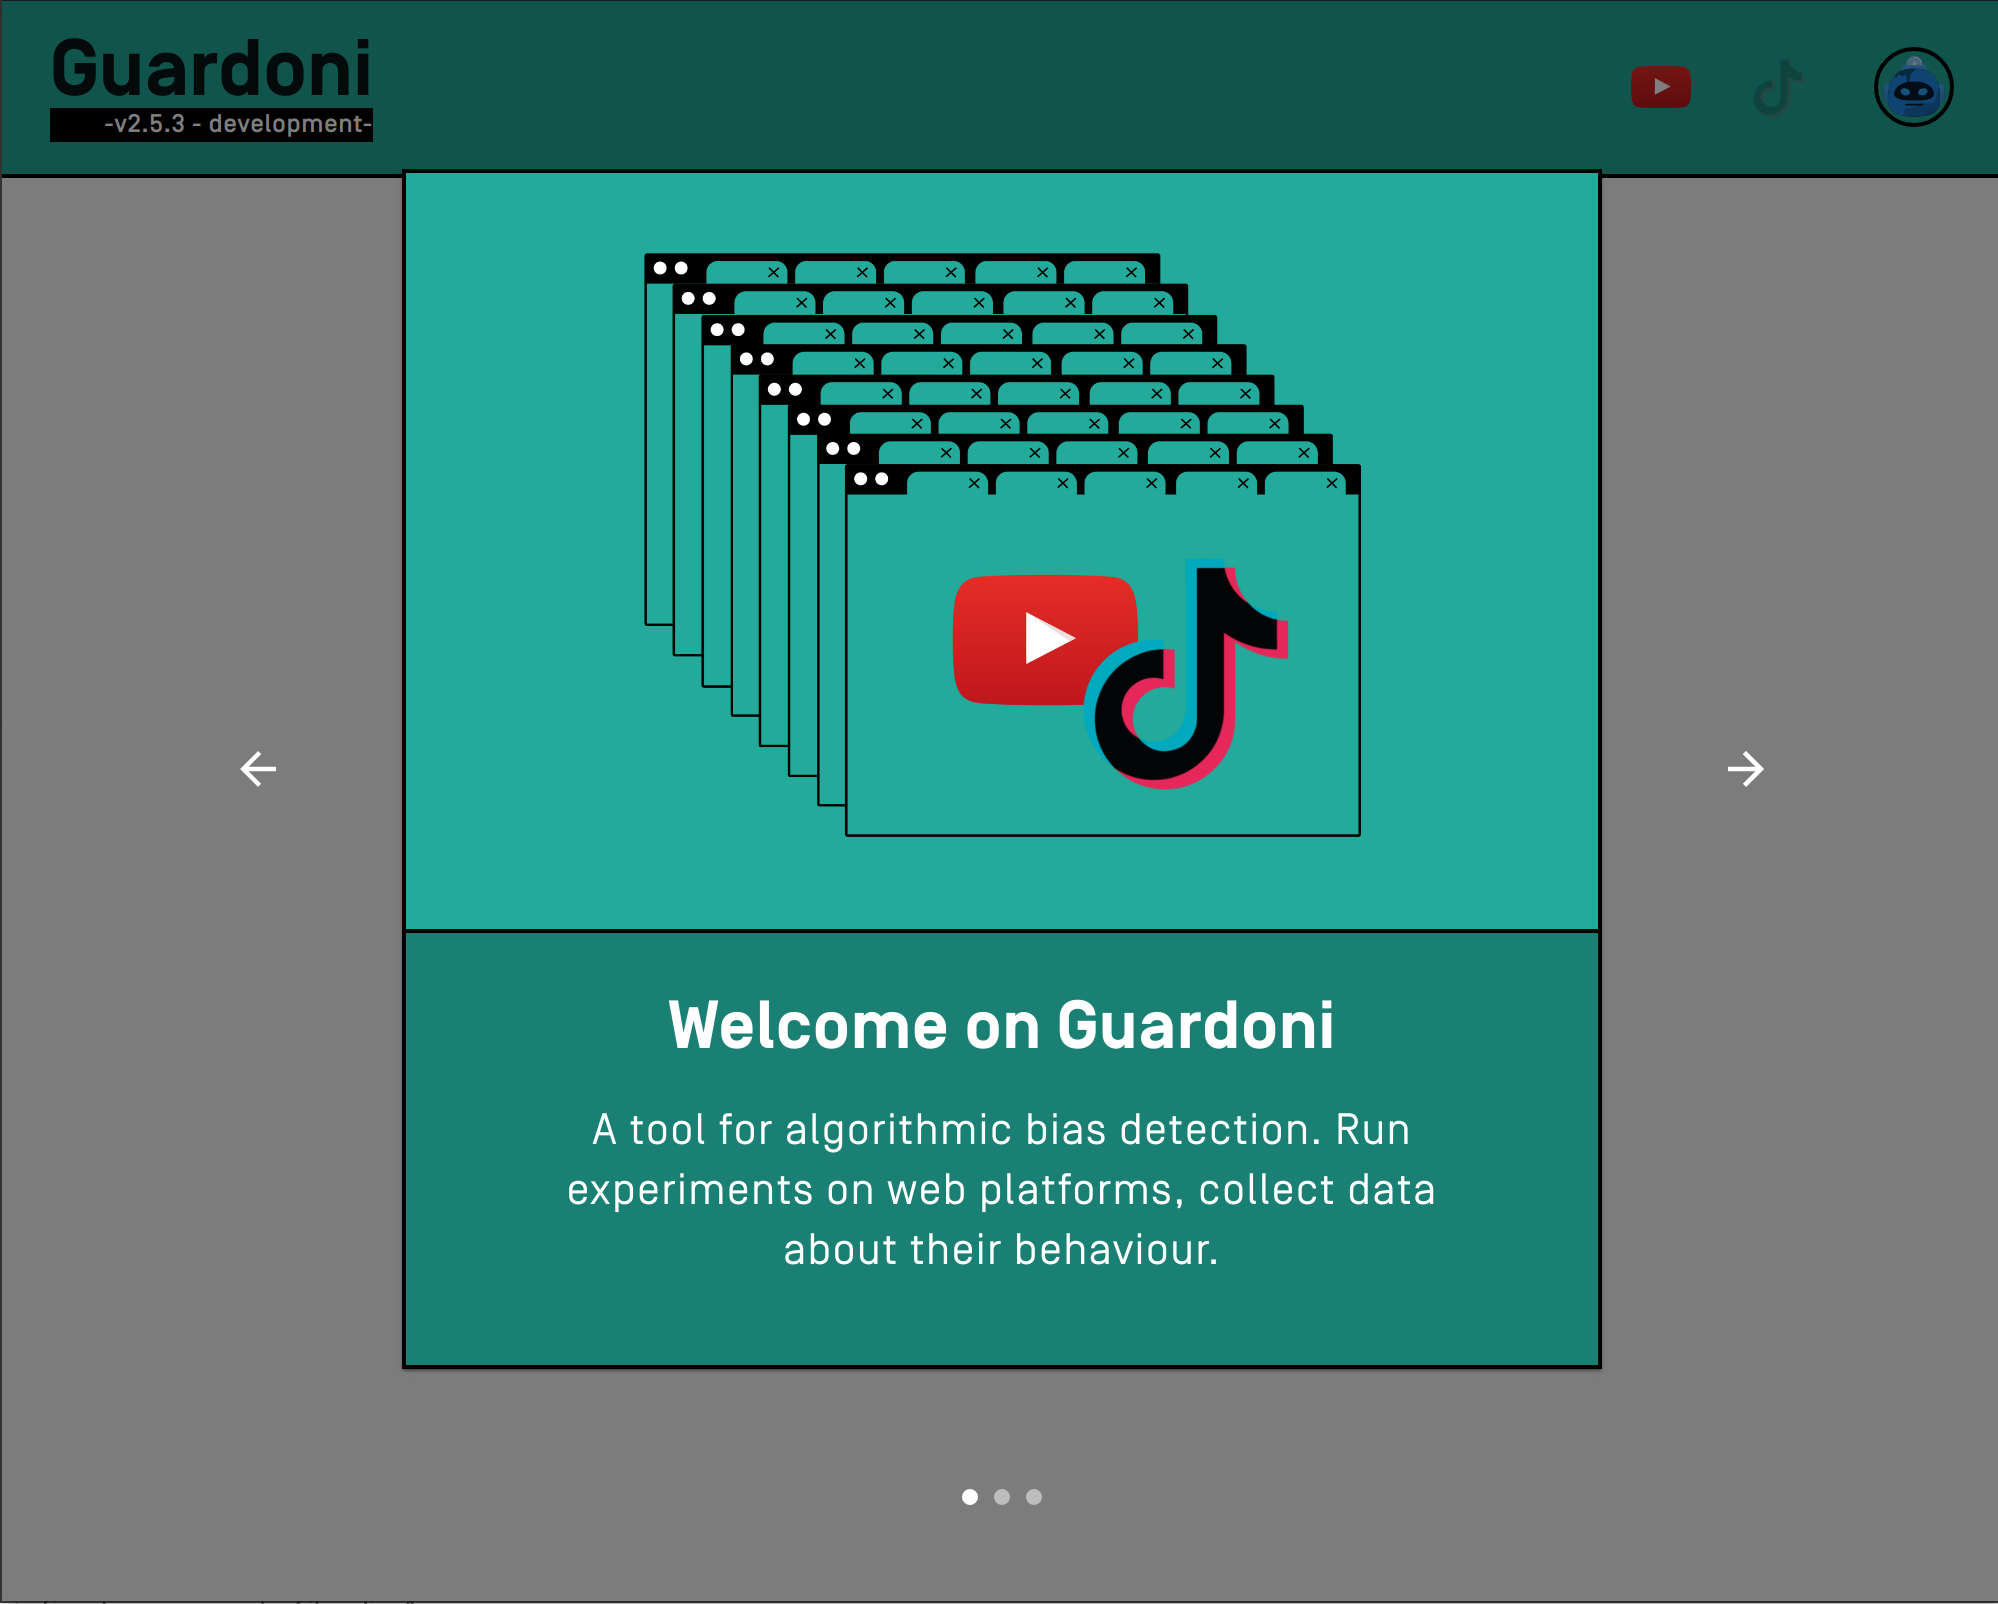 Guardoni
-v2.5.3 - development-
Welcome on Guardoni
A tool for algorithmic bias detection. Run
experiments on web platforms, collect data
about their behaviour.